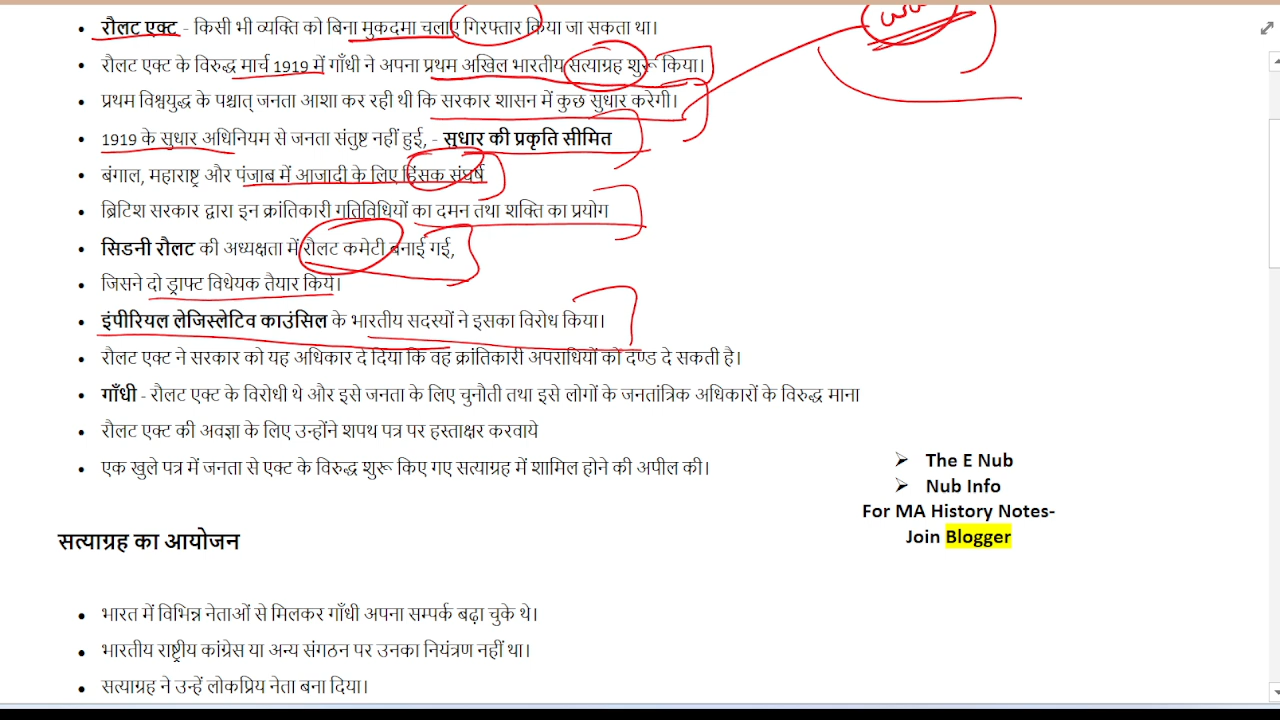 रौलट एक्ट - किसी भी व्यक्ति को बिना मुकदमा चलाए गिरफ्तार किया जा सकता था।
रौलट एक्ट के विरुद्ध मार्च 1919 में गाँधी ने अपना प्रथम अखिल भारतीय सत्याग्रह शुरू किया।
प्रथम विश्वयुद्ध के पश्चात् जनता आशा कर रही थी कि सरकार शासन में कुछ सुधार करेगी।
1919 के सुधार अधिनियम से जनता संतुष्ट नहीं हुई, - सुधार की प्रकृति सीमित
बंगाल, महाराष्ट्र और पंजाब में आजादी के लिए हिंसक संघर्ष
ब्रिटिश सरकार द्वारा इन क्रांतिकारी गतिविधियों का दमन तथा शक्ति का प्रयोग
सिडनी रौलट की अध्यक्षता में रौलट कमेटी बनाई गई,
जिसने दो ड्राफ्ट विधेयक तैयार किये।
इंपीरियल लेजिस्लेटिव काउंसिल के भारतीय सदस्यों ने इसका विरोध किया।
रौलट एक्ट ने सरकार को यह अधिकार दे दिया कि वह क्रांतिकारी अपराधियों को दण्ड दे सकती है।
गाँधी - रौलट एक्ट के विरोधी थे और इसे जनता के लिए चुनौती तथा इसे लोगों के जनतांत्रिक अधिकारों के विरुद्ध माना
रौलट एक्ट की अवज्ञा के लिए उन्होंने शपथ पत्र पर हस्ताक्षर करवाये
एक खुले पत्र में जनता से एक्ट के विरुद्ध शुरू किए गए सत्याग्रह में शामिल होने की अपील की।
The E Nub
Nub Info
For MA History Notes-
Join Blogger
सत्याग्रह का आयोजन
भारत में विभिन्न नेताओं से मिलकर गाँधी अपना सम्पर्क बढ़ा चुके थे।
भारतीय राष्ट्रीय कांग्रेस या अन्य संगठन पर उनका नियंत्रण नहीं था।
सत्याग्रह ने उन्हें लोकप्रिय नेता बना दिया।